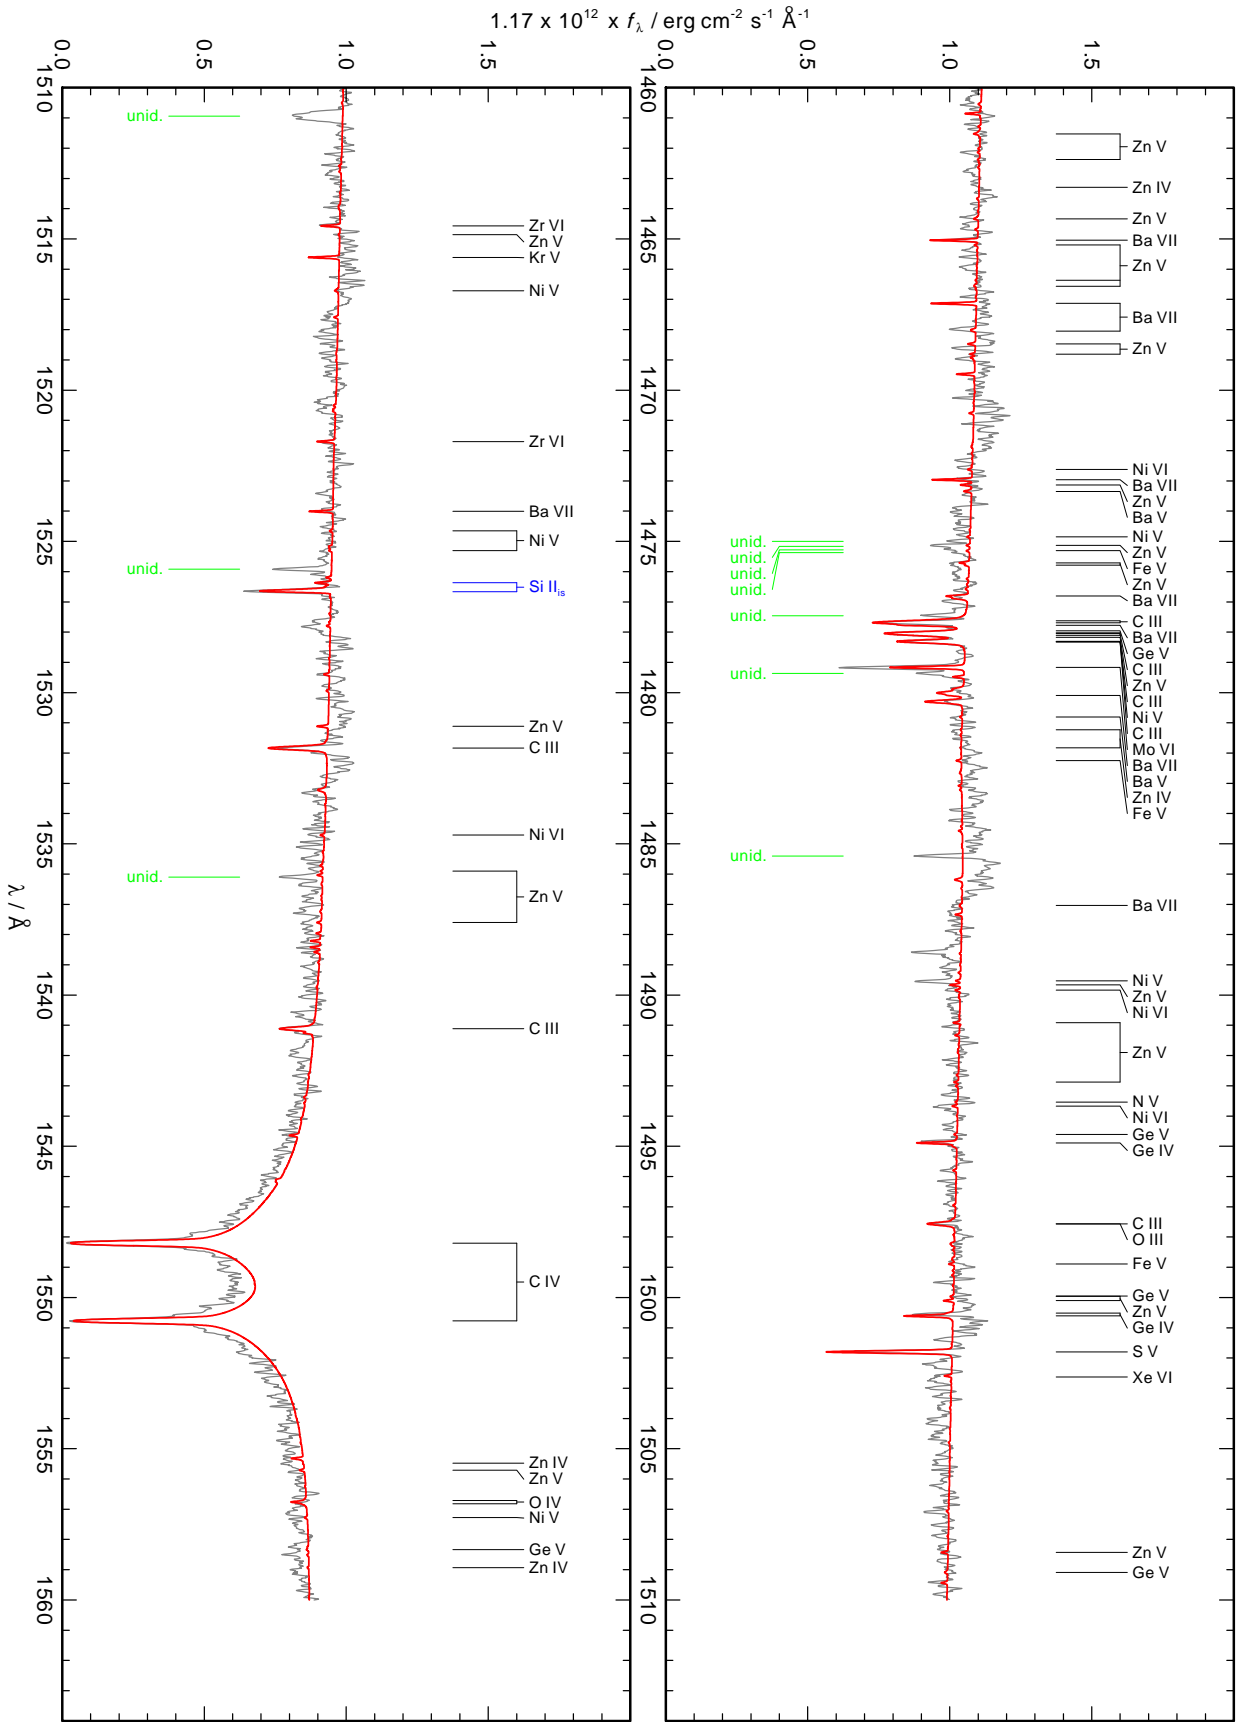 1.17 x 10¹² x fλ / erg cm⁻² s⁻¹ Å⁻¹
0.0
0.5
1.0
1.5
1460
1465
1470
1475
1480
1485
1490
1495
1500
1505
1510
Zn V
Zn IV
Zn V
Ba VII
Zn V
Ba VII
Zn V
Ni VI
Ba VII
Zn V
Ba V
Ni V
Zn V
Fe V
Zn V
Ba VII
C III
Ba VII
Ge V
C III
Zn V
C III
Ni V
C III
Mo VI
Ba VII
Ba V
Zn IV
Fe V
Ba VII
Ni V
Zn V
Ni VI
Zn V
N V
Ni VI
Ge V
Ge IV
C III
O III
Fe V
Ge V
Zn V
Ge IV
S V
Xe VI
Zn V
Ge V
unid.
unid.
unid.
unid.
unid.
unid.
unid.
0.0
0.5
1.0
1.5
1510
1515
1520
1525
1530
1535
1540
1545
1550
1555
1560
Zr VI
Zn V
Kr V
Ni V
Zr VI
Ba VII
Ni V
Si IIis
Zn V
C III
Ni VI
Zn V
C III
C IV
Zn IV
Zn V
O IV
Ni V
Ge V
Zn IV
unid.
unid.
unid.
λ / Å